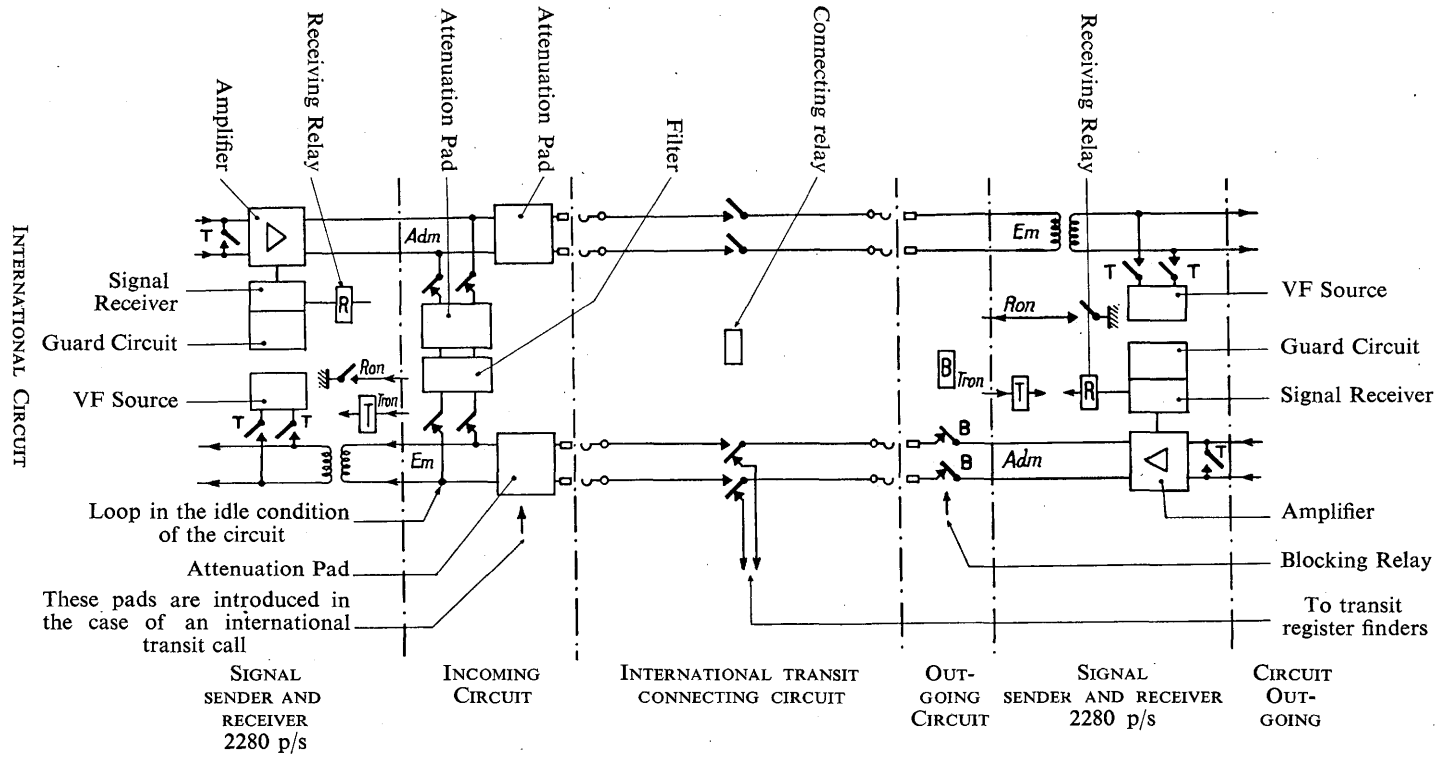 Amplifier
Receiving Relay
Attenuation Pad
Attenuation Pad
Filter
Connecting relay
Receiving Relay
INTERNATIONAL CIRCUIT
T
Adm
Em
T
T
Signal
Receiver
R
Ron
VF Source
Guard Circuit
Guard Circuit
Ron
B
Tron
T
R
Signal Receiver
VF Source
T
T
Tron
T
B
T
Em
B
Adm
Loop in the idle condition
of the circuit
Amplifier
Attenuation Pad
Blocking Relay
These pads are introduced in
the case of an international
transit call
To transit
register finders
SIGNAL
SENDER AND
RECEIVER
2280 p/s
INCOMING
CIRCUIT
INTERNATIONAL TRANSIT
CONNECTING CIRCUIT
OUT-
GOING
CIRCUIT
SIGNAL
SENDER AND RECEIVER
2280 p/s
CIRCUIT
OUT-
GOING